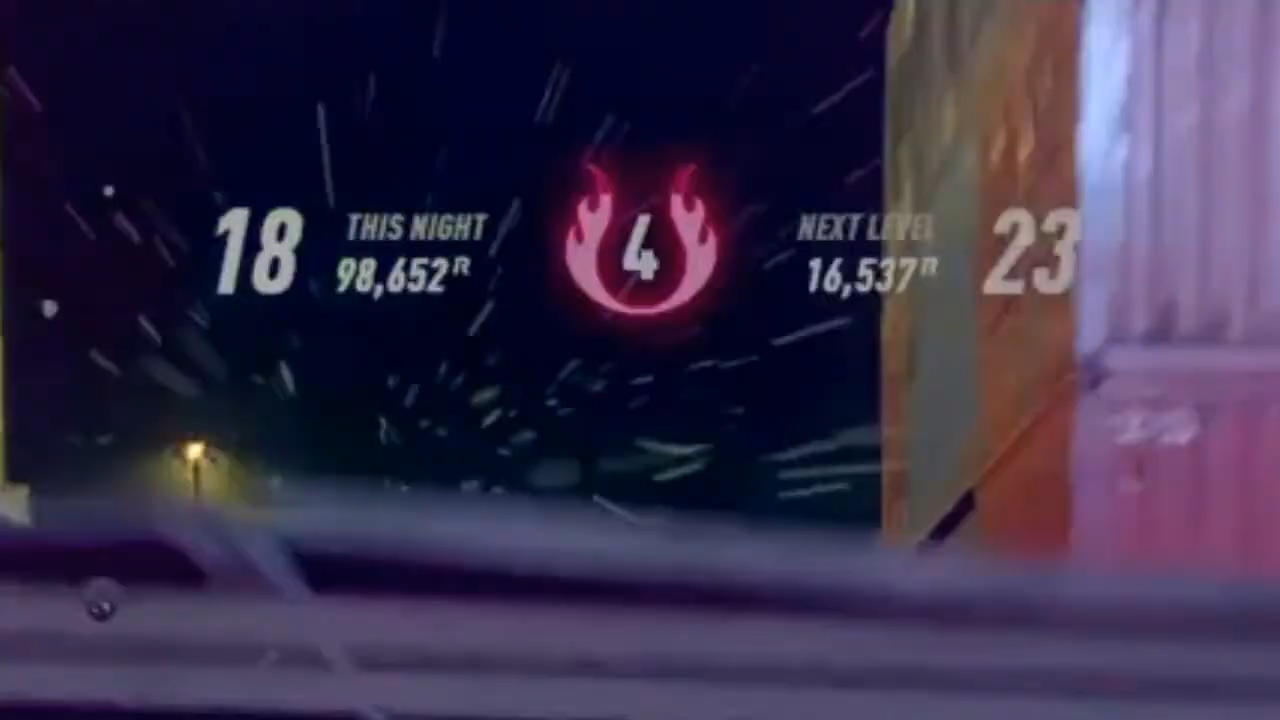 18
THIS NIGHT
98,652ᴿ
4
NEXT LEVEL
16,537ᴿ
23